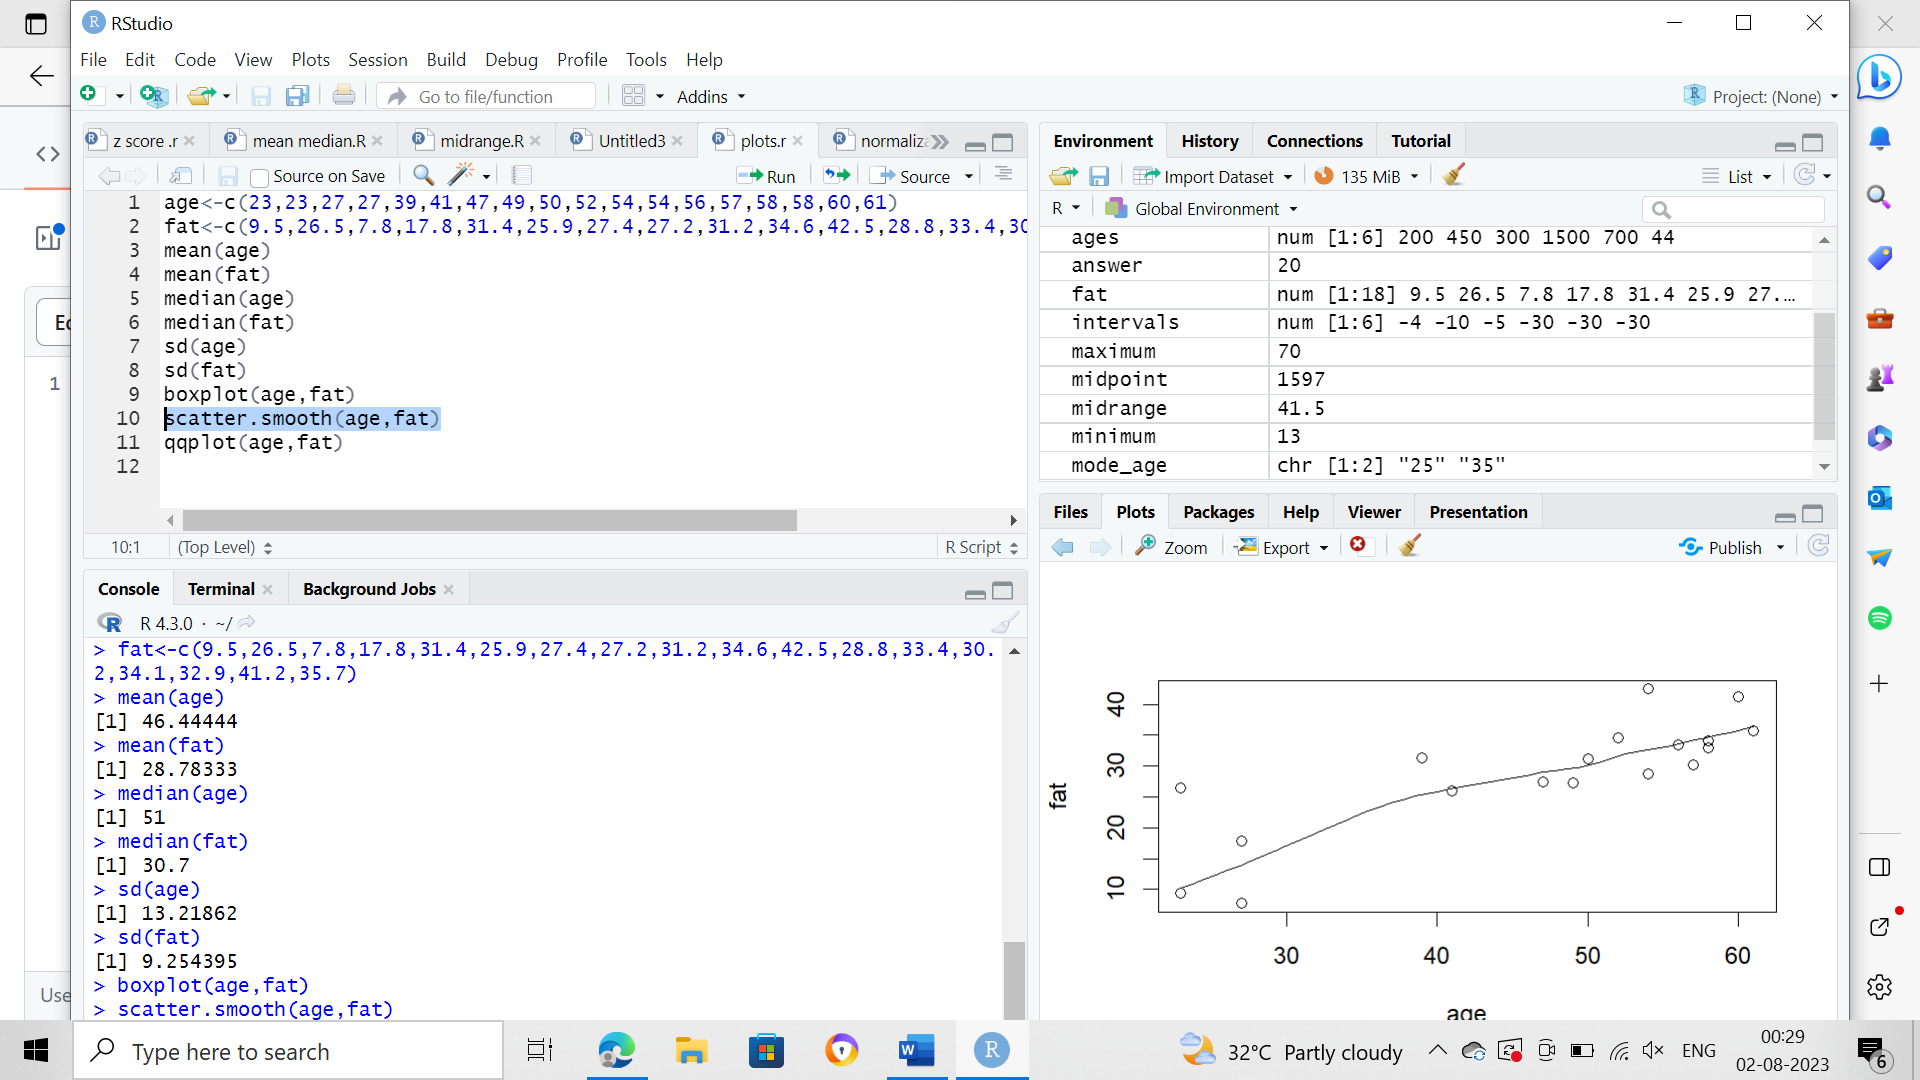 RStudio
File Edit Code View Plots Session Build Debug Profile Tools Help
Go to file/function Addins Project: (None)
z score .r mean median.R midrange.R Untitled3 plots.r
Source on Save Run Source
1 age<-c(23,23,27,27,39,41,47,49,50,52,54,54,56,57,58,58,60,61)
2 fat<-c(9.5,26.5,7.8,17.8,31.4,25.9,27.4,27.2,31.2,34.6,42.5,28.8,33.4,30
3 mean(age)
4 mean(fat)
5 median(age)
6 median(fat)
7 sd(age)
8 sd(fat)
9 boxplot(age,fat)
10 scatter.smooth(age,fat)
11 qqplot(age,fat)
12
10:1 (Top Level) R Script
Console Terminal Background Jobs
R 4.3.0 · ~/
> fat<-c(9.5,26.5,7.8,17.8,31.4,25.9,27.4,27.2,31.2,34.6,42.5,28.8,33.4,30.
2,34.1,32.9,41.2,35.7)
> mean(age)
[1] 46.44444
> mean(fat)
[1] 28.78333
> median(age)
[1] 51
> median(fat)
[1] 30.7
> sd(age)
[1] 13.21862
> sd(fat)
[1] 9.254395
> boxplot(age,fat)
> scatter.smooth(age,fat)
Environment History Connections Tutorial
Import Dataset 135 MiB List
R Global Environment
ages num [1:6] 200 450 300 1500 700 44
answer 20
fat num [1:18] 9.5 26.5 7.8 17.8 31.4 25.9 27....
intervals num [1:6] -4 -10 -5 -30 -30 -30
maximum 70
midpoint 1597
midrange 41.5
minimum 13
mode_age chr [1:2] "25" "35"
Files Plots Packages Help Viewer Presentation
Zoom Export Publish
40
30
20
10
fat
30 40 50 60
age
1
Use
Type here to search
32°C Partly cloudy
ENG
00:29
02-08-2023
6